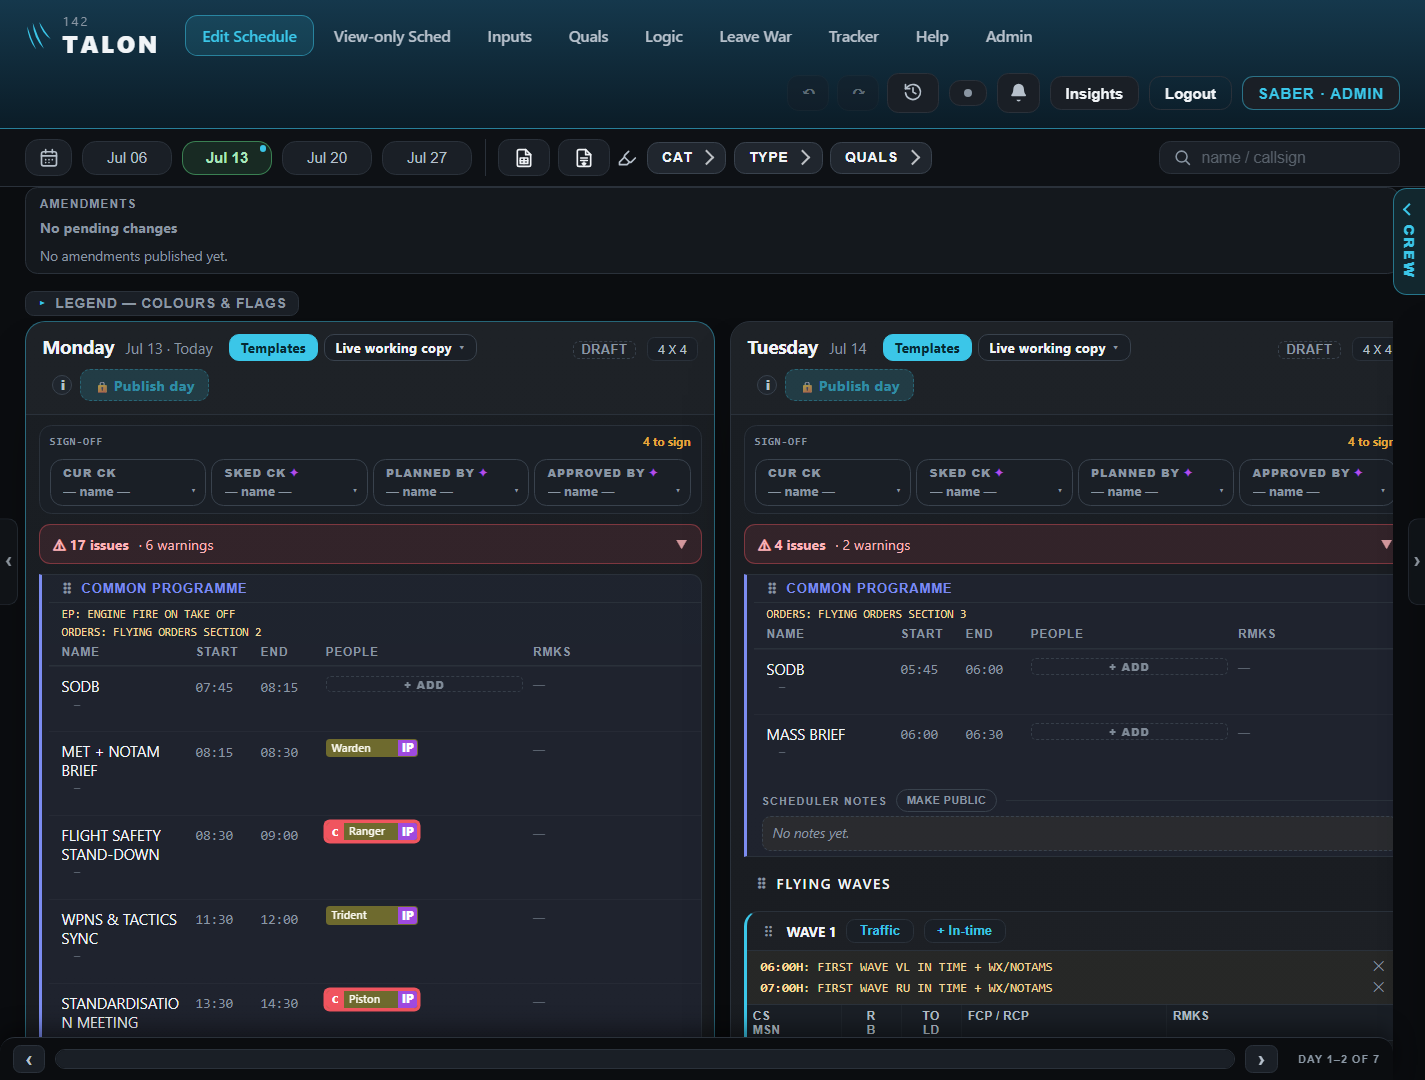 142
TALON
Edit Schedule
View-only Sched
Inputs
Quals
Logic
Leave War
Tracker
Help
Admin
Insights
Logout
SABER · ADMIN
Jul 06
Jul 13
Jul 20
Jul 27
CAT
TYPE
QUALS
name / callsign
AMENDMENTS
No pending changes
No amendments published yet.
CREW
LEGEND — COLOURS & FLAGS
Monday Jul 13 · Today Templates Live working copy DRAFT 4 X 4
i Publish day
SIGN-OFF 4 to sign
CUR CK SKED CK PLANNED BY APPROVED BY
— name — — name — — name — — name —
17 issues · 6 warnings
COMMON PROGRAMME
EP: ENGINE FIRE ON TAKE OFF
ORDERS: FLYING ORDERS SECTION 2
NAME START END PEOPLE RMKS
SODB 07:45 08:15 + ADD —
—
MET + NOTAM 08:15 08:30 Warden IP —
BRIEF
—
FLIGHT SAFETY 08:30 09:00 C Ranger IP —
STAND-DOWN
—
WPNS & TACTICS 11:30 12:00 Trident IP —
SYNC
—
STANDARDISATIO 13:30 14:30 C Piston IP —
N MEETING
Tuesday Jul 14 Templates Live working copy DRAFT 4 X 4
i Publish day
SIGN-OFF 4 to sign
CUR CK SKED CK PLANNED BY APPROVED BY
— name — — name — — name — — name —
4 issues · 2 warnings
COMMON PROGRAMME
ORDERS: FLYING ORDERS SECTION 3
NAME START END PEOPLE RMKS
SODB 05:45 06:00 + ADD —
—
MASS BRIEF 06:00 06:30 + ADD —
—
SCHEDULER NOTES MAKE PUBLIC
No notes yet.
FLYING WAVES
WAVE 1 Traffic + In-time
06:00H: FIRST WAVE VL IN TIME + WX/NOTAMS
07:00H: FIRST WAVE RU IN TIME + WX/NOTAMS
CS R TO FCP / RCP RMKS
MSN B LD
DAY 1–2 OF 7